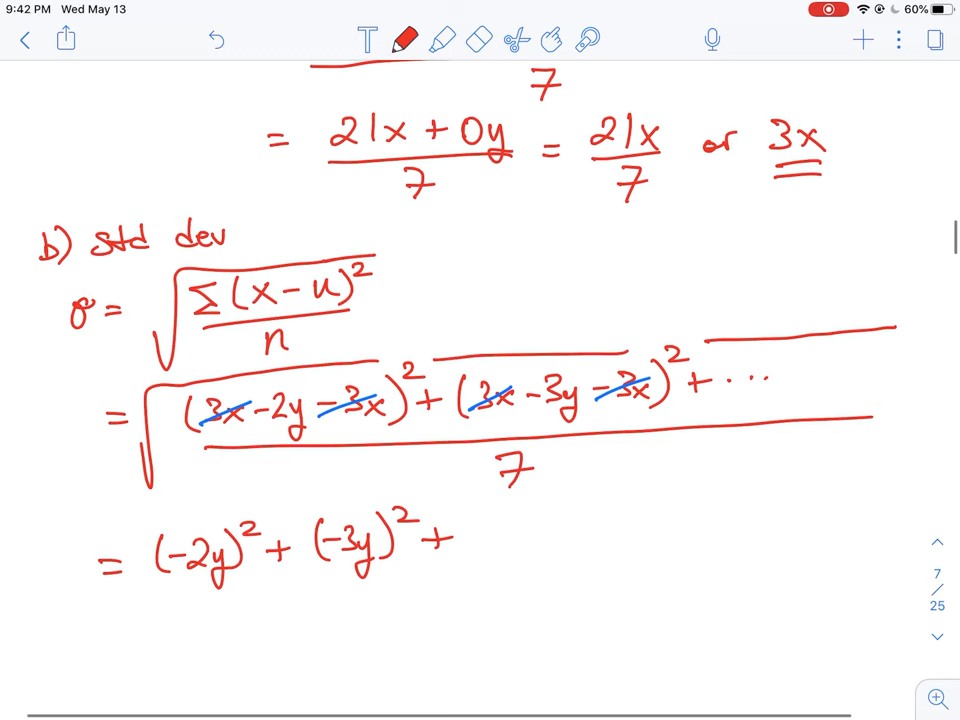 9:42 PM Wed May 13 60%
T
7
= 21x + 0y / 7 = 21x / 7 or 3x
b) std dev
σ = √(Σ(x - u)² / n)
= √((3x - 2y - 3x)² + (3x - 3y - 3x)² + ... / 7)
= (-2y)² + (-3y)² +
7
/
25